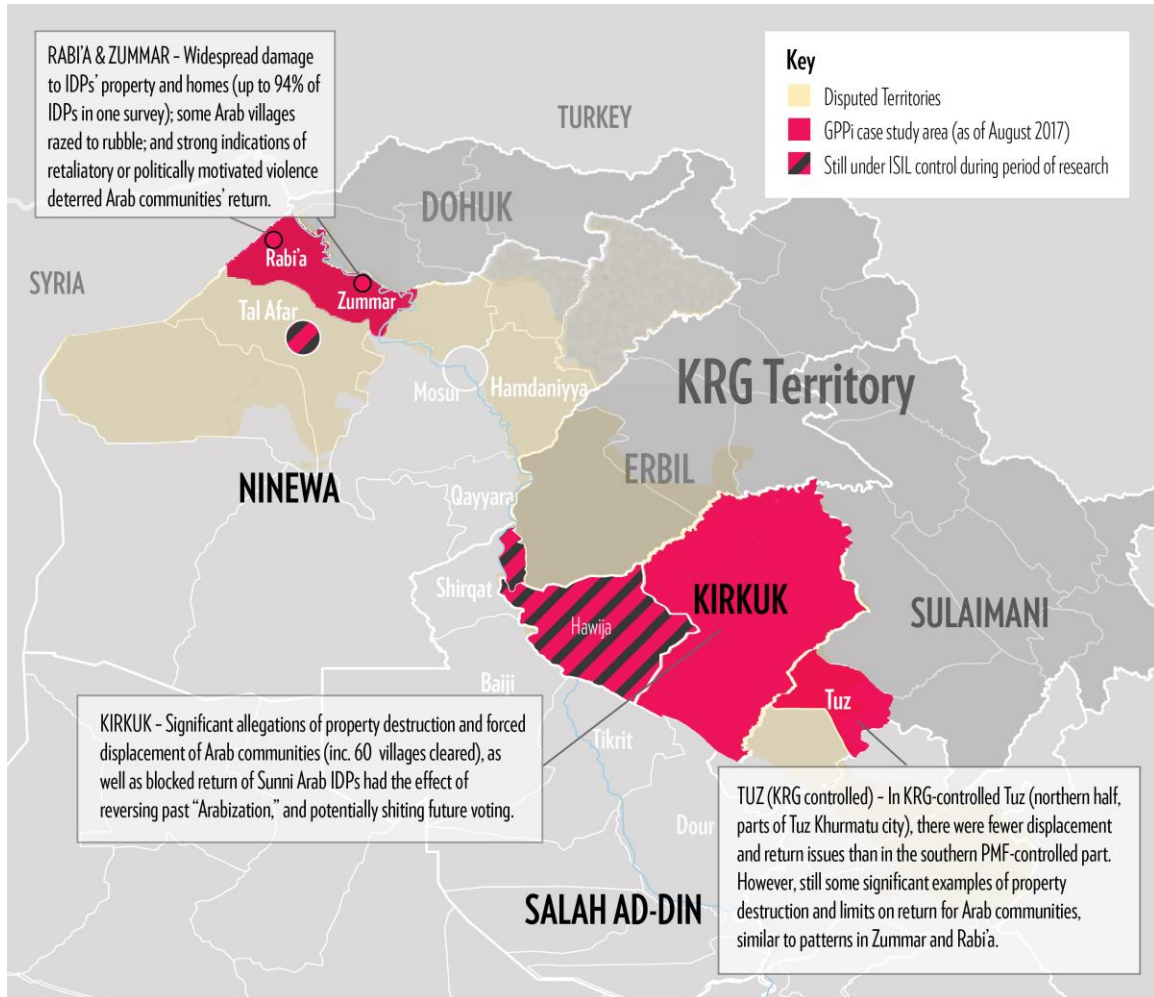 RABI'A & ZUMMAR – Widespread damage
to IDPs' property and homes (up to 94% of
IDPs in one survey); some Arab villages
razed to rubble; and strong indications of
retaliatory or politically motivated violence
deterred Arab communities' return.
Key
Disputed Territories
GPPi case study area (as of August 2017)
Still under ISIL control during period of research
TURKEY
DOHUK
SYRIA
Rabi'a
Zummar
Tal Afar
Mosul
Hamdaniyya
KRG Territory
NINEWA
ERBIL
Qayyara
Shirqat
Hawija
KIRKUK
SULAIMANI
Baiji
Tuz
KIRKUK – Significant allegations of property destruction and forced
displacement of Arab communities (inc. 60 villages cleared), as
well as blocked return of Sunni Arab IDPs had the effect of
reversing past "Arabization," and potentially shiting future voting.
Tikrit
Dour
SALAH AD-DIN
TUZ (KRG controlled) – In KRG-controlled Tuz (northern half,
parts of Tuz Khurmatu city), there were fewer displacement
and return issues than in the southern PMF-controlled part.
However, still some significant examples of property
destruction and limits on return for Arab communities,
similar to patterns in Zummar and Rabi'a.